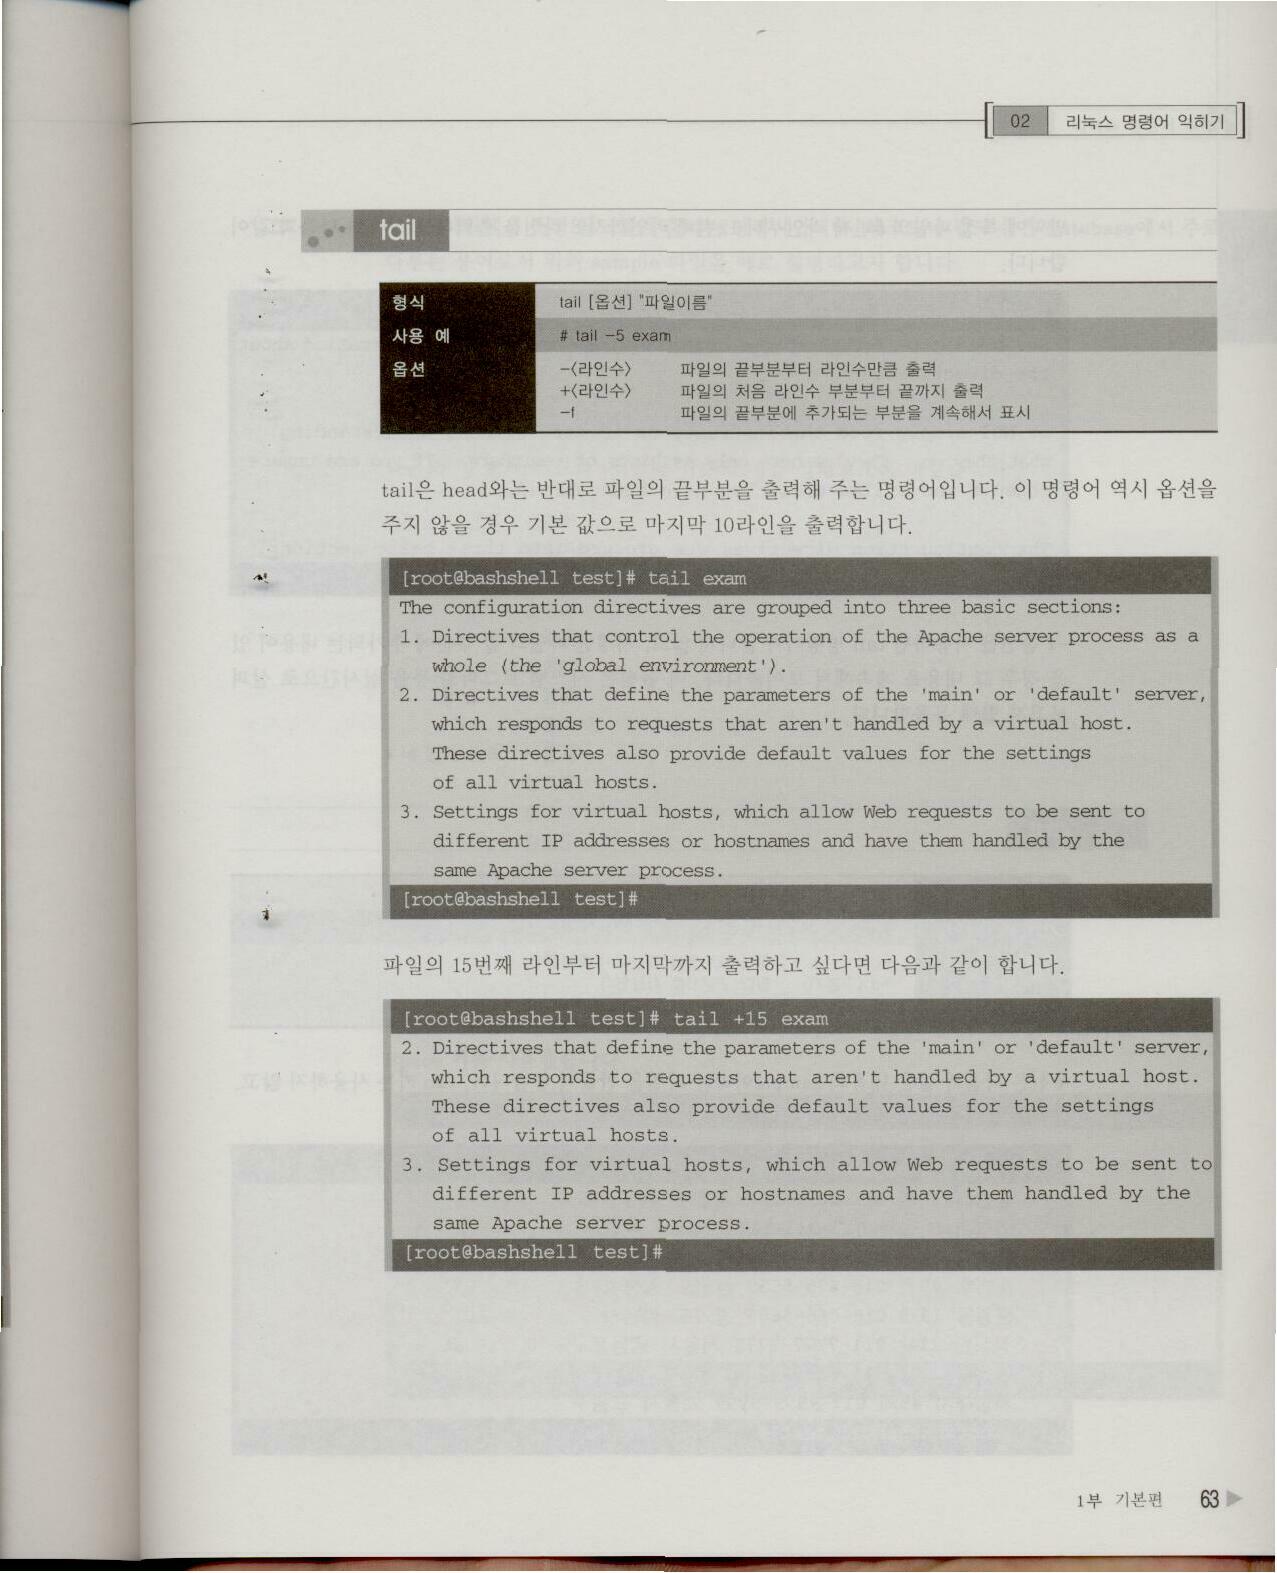 02 리눅스 명령어 익히기
tail
형식 tail [옵션] "파일이름"
사용 예 # tail -5 exam
옵션 -<라인수> 파일의 끝부분부터 라인수만큼 출력
+<라인수> 파일의 처음 라인수 부분부터 끝까지 출력
-f 파일의 끝부분에 추가되는 부분을 계속해서 표시
tail은 head와는 반대로 파일의 끝부분을 출력해 주는 명령어입니다. 이 명령어 역시 옵션을
주지 않을 경우 기본 값으로 마지막 10라인을 출력합니다.
[root@bashshell test]# tail exam
The configuration directives are grouped into three basic sections:
1. Directives that control the operation of the Apache server process as a
whole (the 'global environment').
2. Directives that define the parameters of the 'main' or 'default' server,
which responds to requests that aren't handled by a virtual host.
These directives also provide default values for the settings
of all virtual hosts.
3. Settings for virtual hosts, which allow Web requests to be sent to
different IP addresses or hostnames and have them handled by the
same Apache server process.
[root@bashshell test]#
파일의 15번째 라인부터 마지막까지 출력하고 싶다면 다음과 같이 합니다.
[root@bashshell test]# tail +15 exam
2. Directives that define the parameters of the 'main' or 'default' server,
which responds to requests that aren't handled by a virtual host.
These directives also provide default values for the settings
of all virtual hosts.
3. Settings for virtual hosts, which allow Web requests to be sent to
different IP addresses or hostnames and have them handled by the
same Apache server process.
[root@bashshell test]#
1부 기본편 63